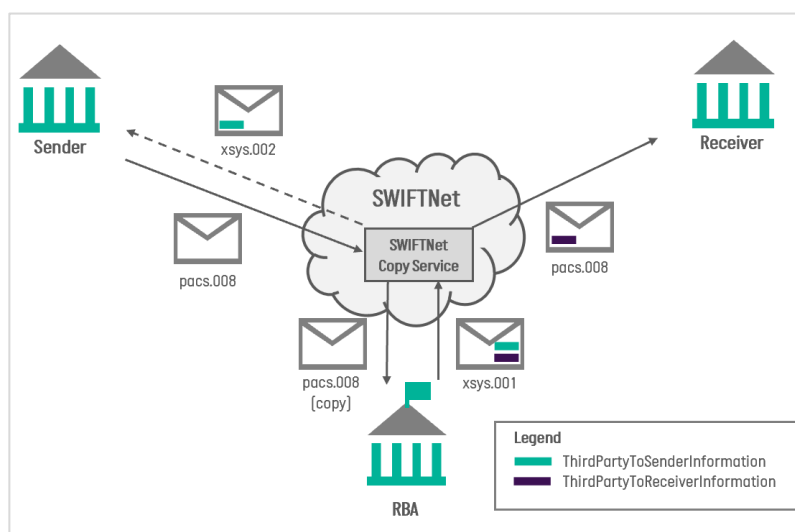 Sender
xsys.002
Receiver
SWIFTNet
SWIFTNet
Copy Service
pacs.008
pacs.008
pacs.008
(copy)
xsys.001
RBA
Legend
ThirdPartyToSenderInformation
ThirdPartyToReceiverInformation